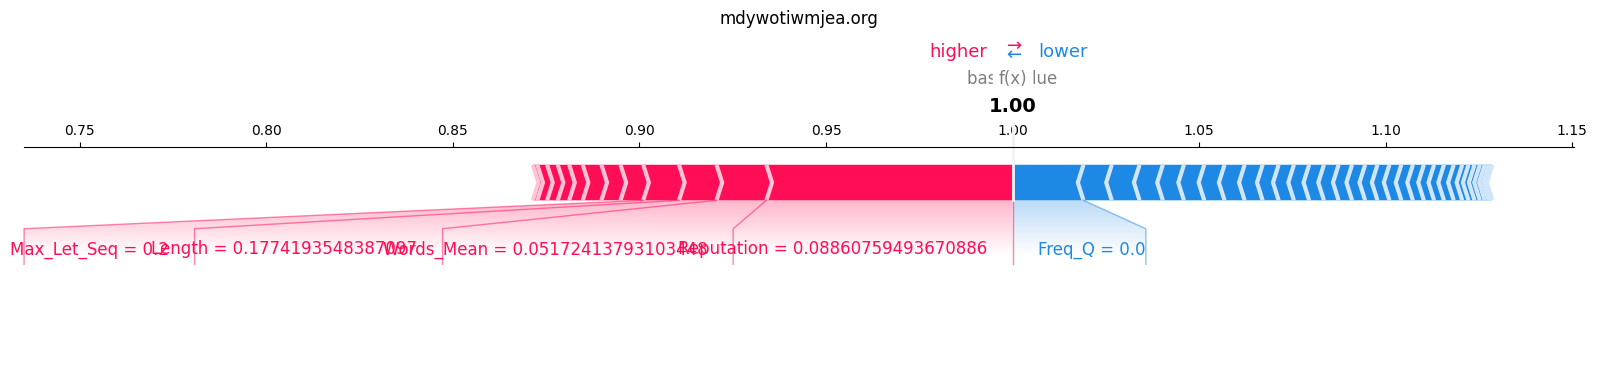 mdywotiwmjea.org
higher → ← lower
bas f(x) lue
1.00
0.75 0.80 0.85 0.90 0.95 1.00 1.05 1.10 1.15
Max_Let_Seq = 0.2 Length = 0.1774193548387097 Words_Mean = 0.05172413793103448 Reputation = 0.08860759493670886 Freq_Q = 0.0